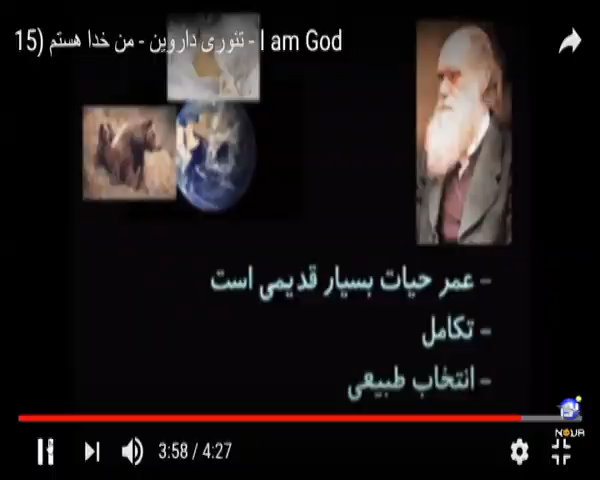 15) تئوری داروین - من خدا هستم - I am God
- عمر حیات بسیار قدیمی است
- تکامل
- انتخاب طبیعی
NOUR
3:58 / 4:27